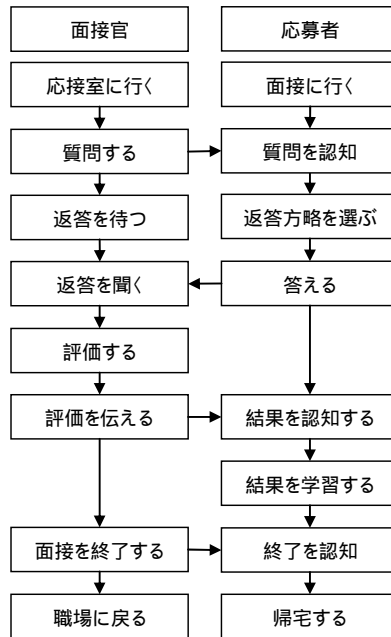 面接官
応募者
応接室に行く
面接に行く
質問する
質問を認知
返答を待つ
返答方略を選ぶ
返答を聞く
答える
評価する
評価を伝える
結果を認知する
結果を学習する
面接を終了する
終了を認知
職場に戻る
帰宅する